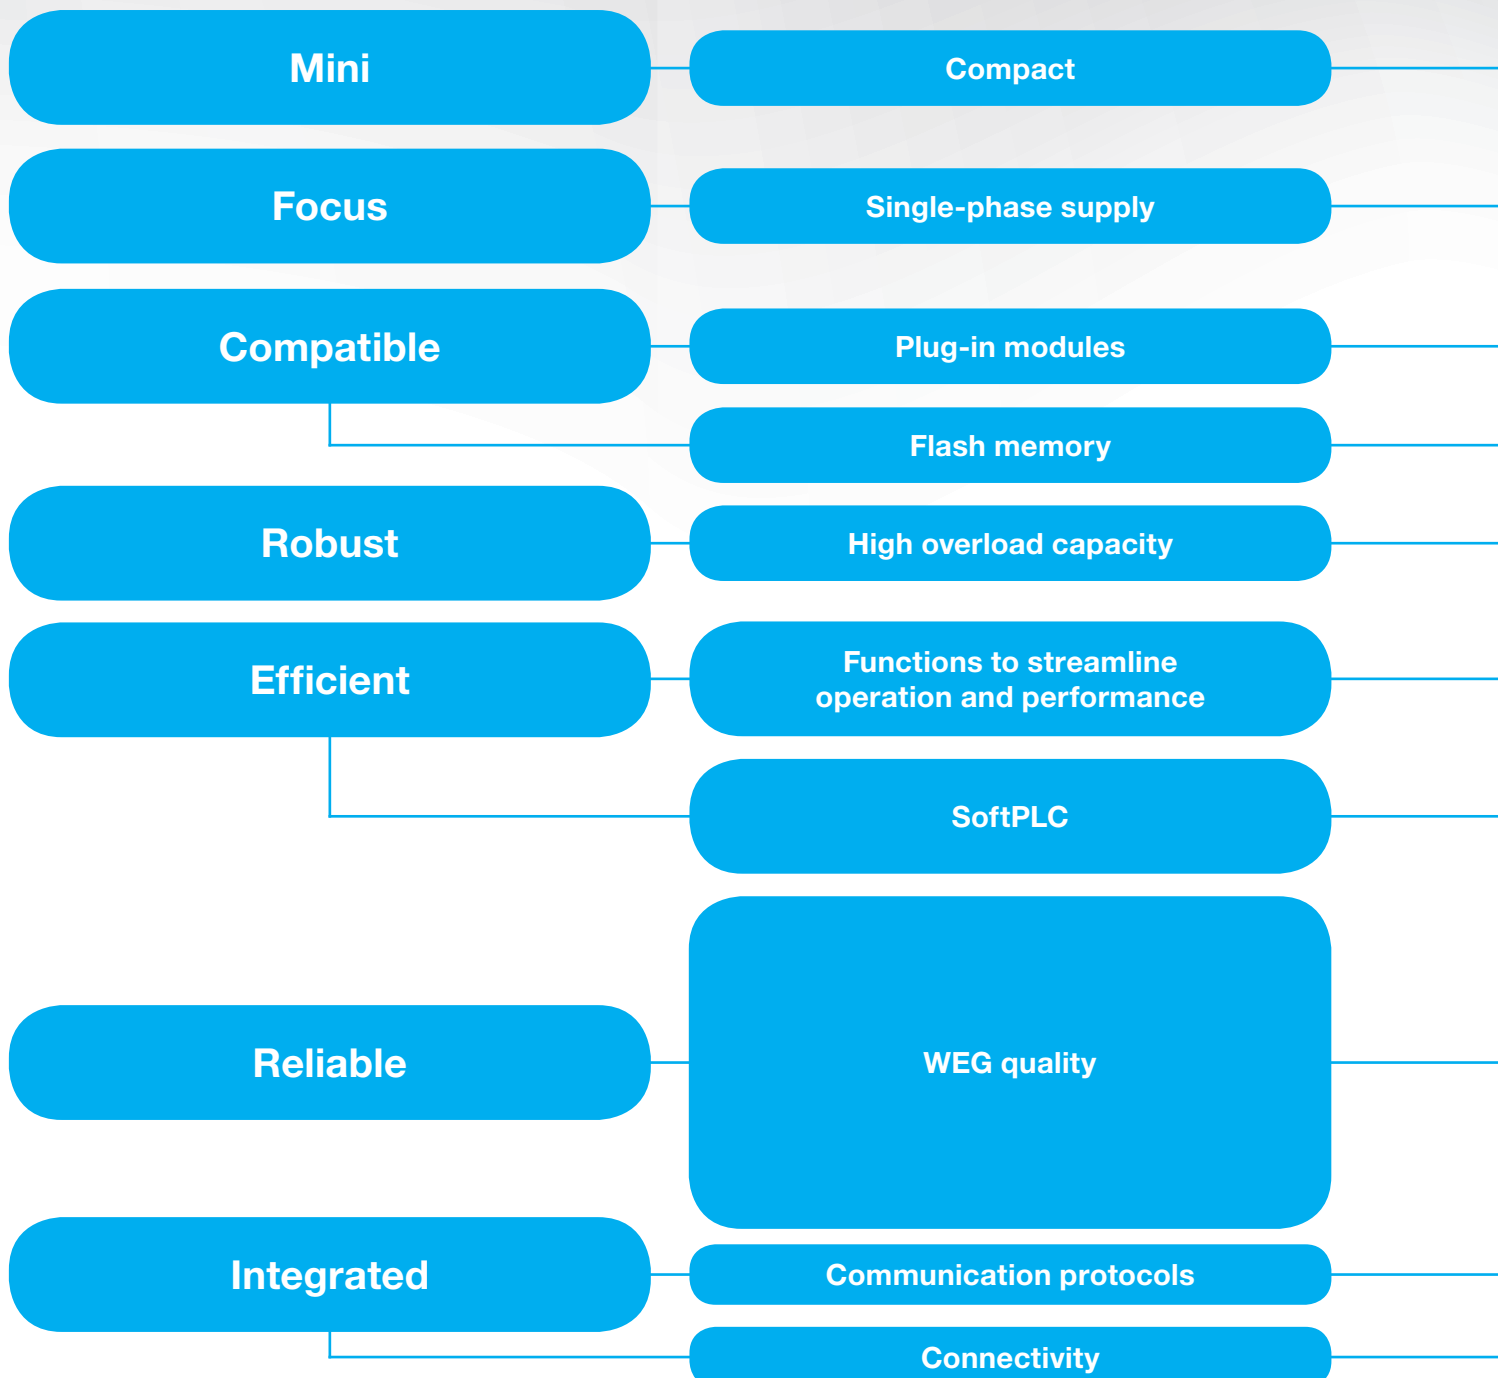 Mini
Compact
Focus
Single-phase supply
Compatible
Plug-in modules
Flash memory
Robust
High overload capacity
Efficient
Functions to streamline
operation and performance
SoftPLC
Reliable
WEG quality
Integrated
Communication protocols
Connectivity